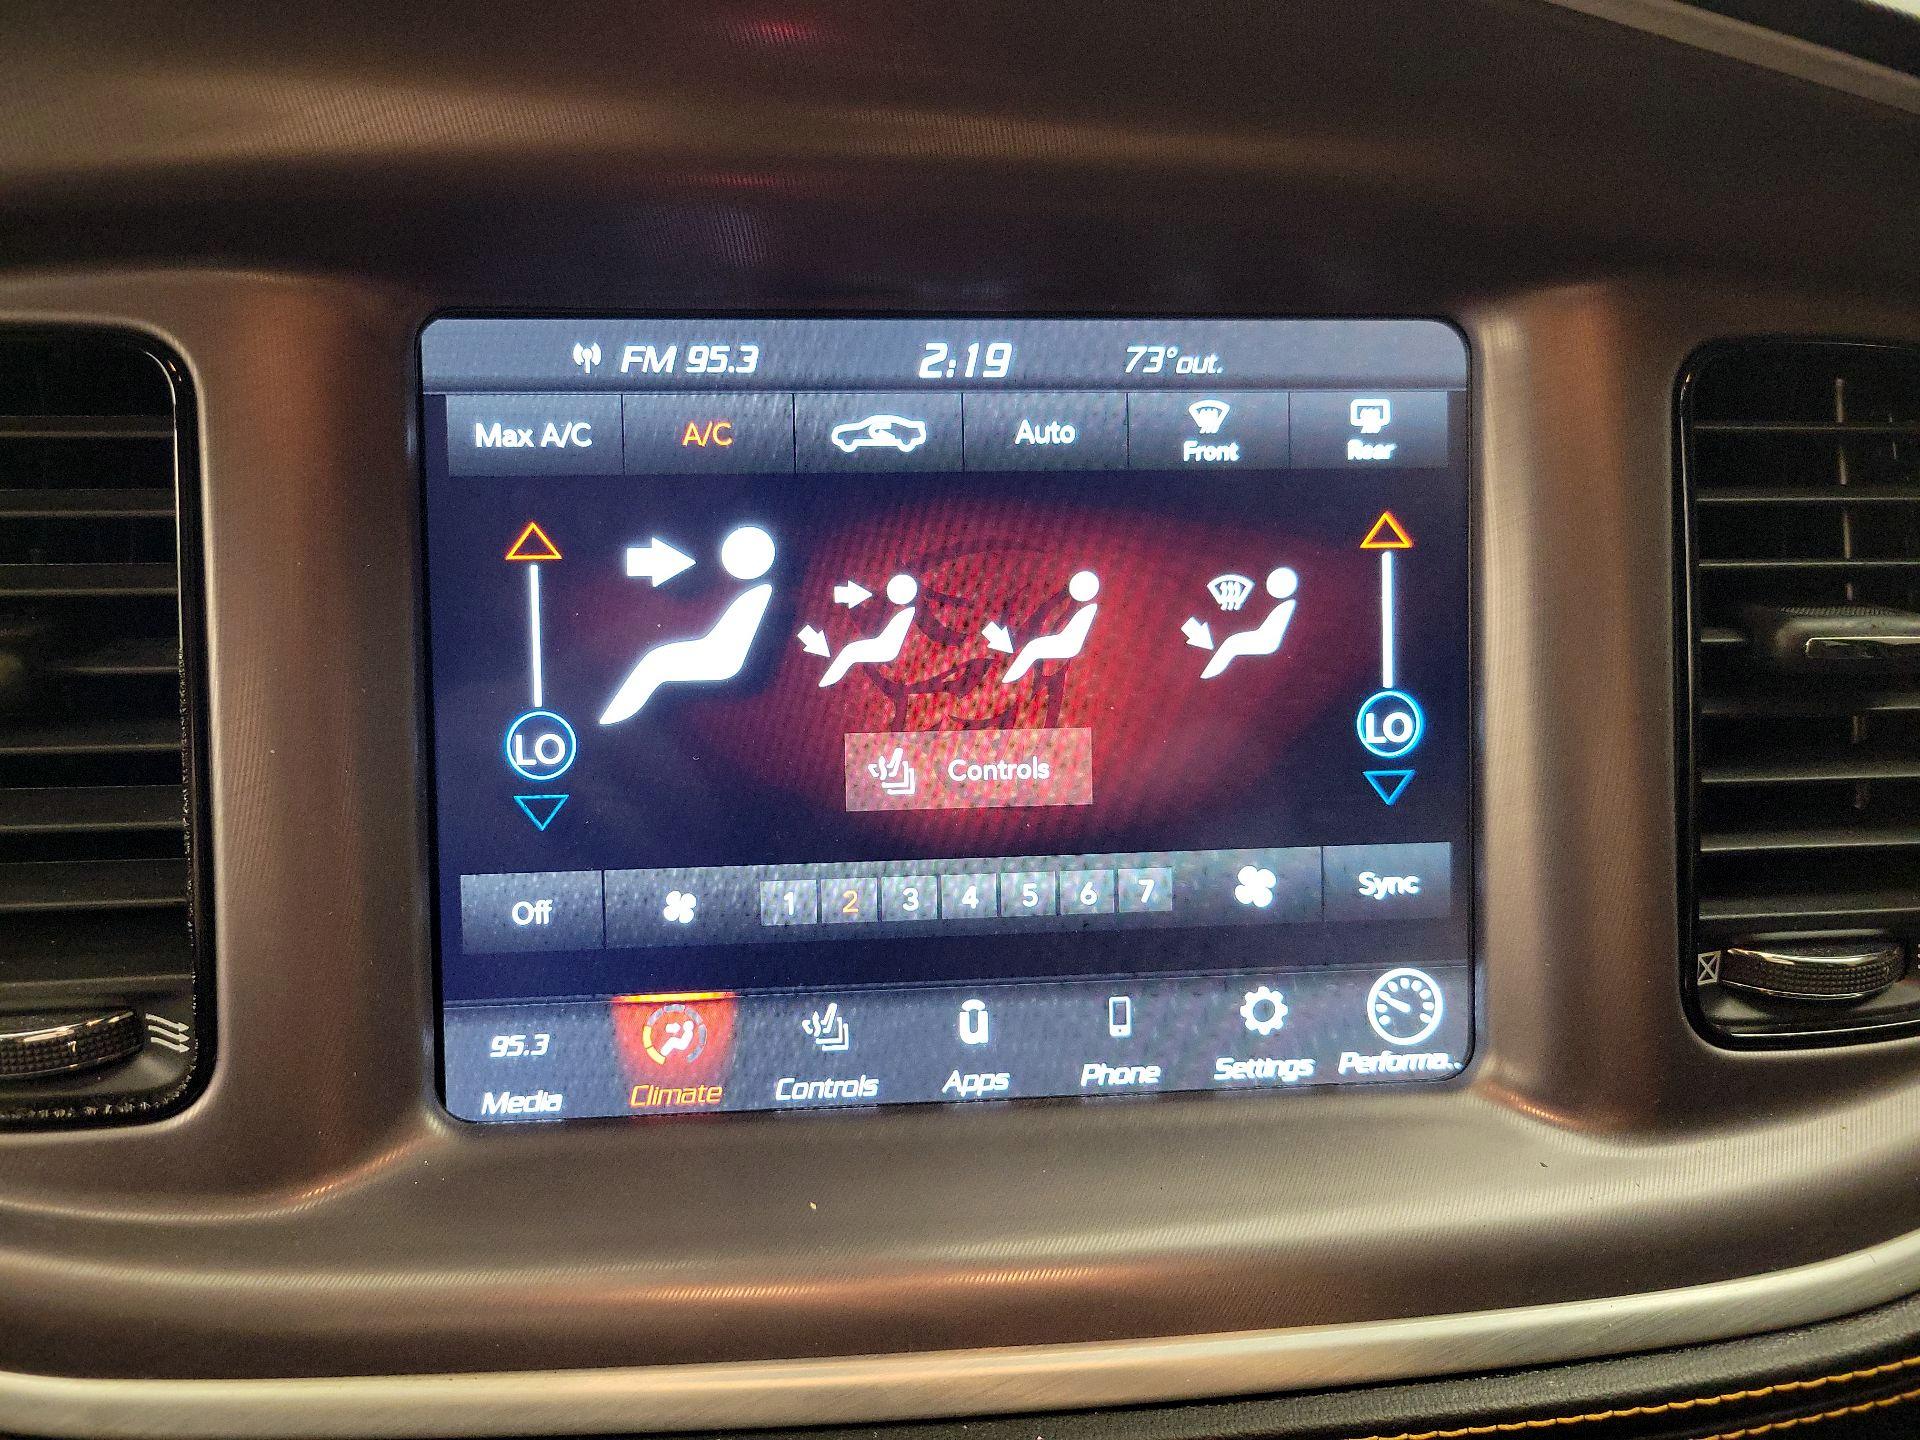 FM 95.3 2:19 73°out.
Max A/C A/C Auto Front Rear
LO LO
Controls
Off 1 2 3 4 5 6 7 Sync
95.3
Media Climate Controls Apps Phone Settings Performa..